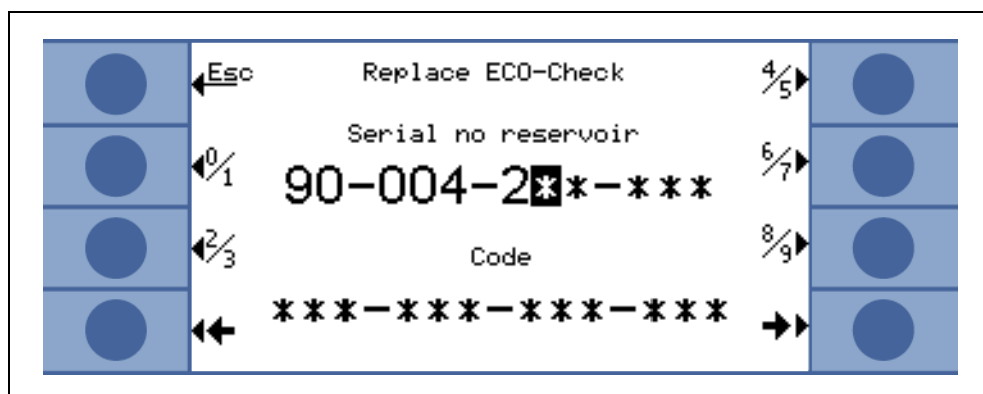 Esc Replace ECO-Check 4/5
Serial no reservoir
0/1 90-004-2**-*** 6/7
2/3 Code 8/9
***-***-***-***